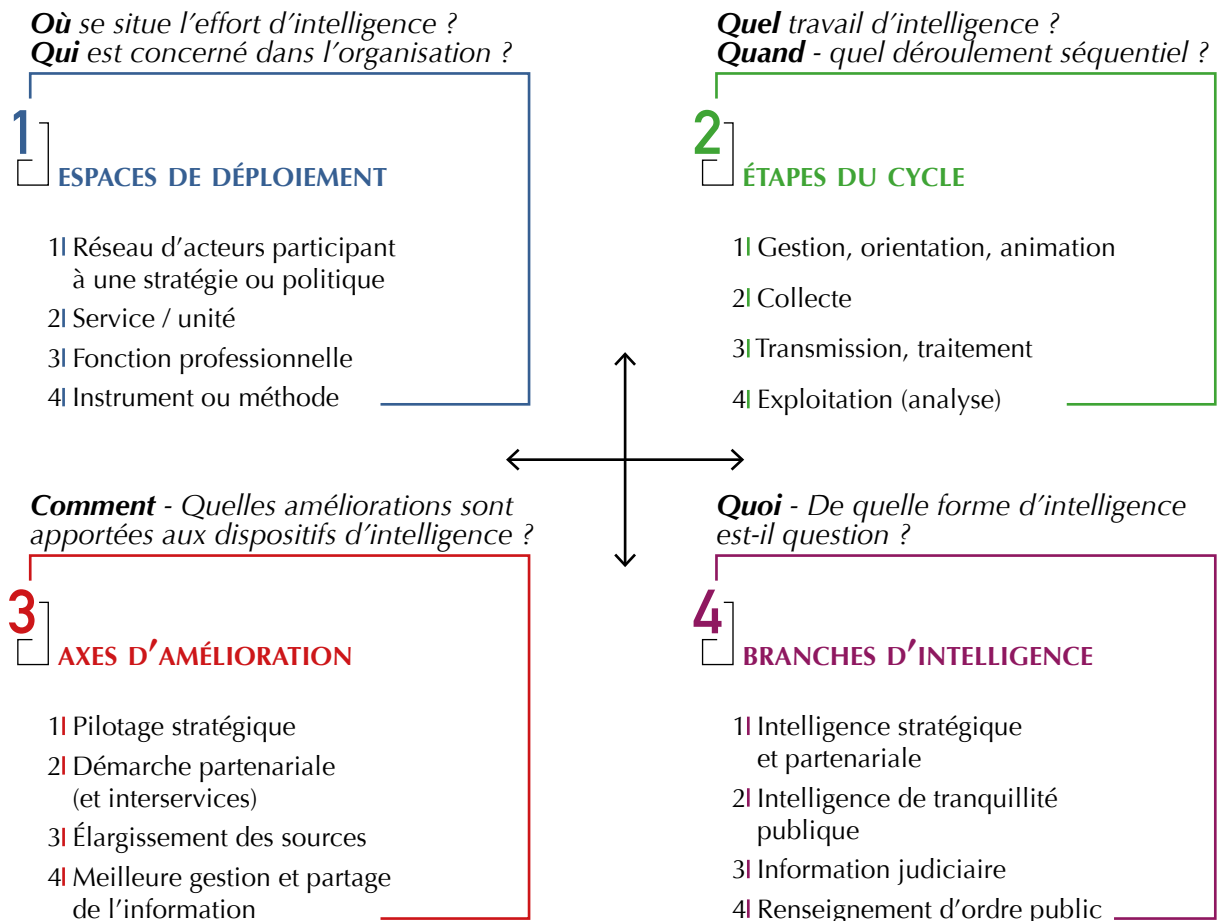 Où se situe l'effort d'intelligence ?
Qui est concerné dans l'organisation ?
1
ESPACES DE DÉPLOIEMENT
1| Réseau d'acteurs participant
à une stratégie ou politique
2| Service / unité
3| Fonction professionnelle
4| Instrument ou méthode
Quel travail d'intelligence ?
Quand - quel déroulement séquentiel ?
2
ÉTAPES DU CYCLE
1| Gestion, orientation, animation
2| Collecte
3| Transmission, traitement
4| Exploitation (analyse)
Comment - Quelles améliorations sont
apportées aux dispositifs d'intelligence ?
3
AXES D'AMÉLIORATION
1| Pilotage stratégique
2| Démarche partenariale
(et interservices)
3| Élargissement des sources
4| Meilleure gestion et partage
de l'information
Quoi - De quelle forme d'intelligence
est-il question ?
4
BRANCHES D'INTELLIGENCE
1| Intelligence stratégique
et partenariale
2| Intelligence de tranquillité
publique
3| Information judiciaire
4| Renseignement d'ordre public